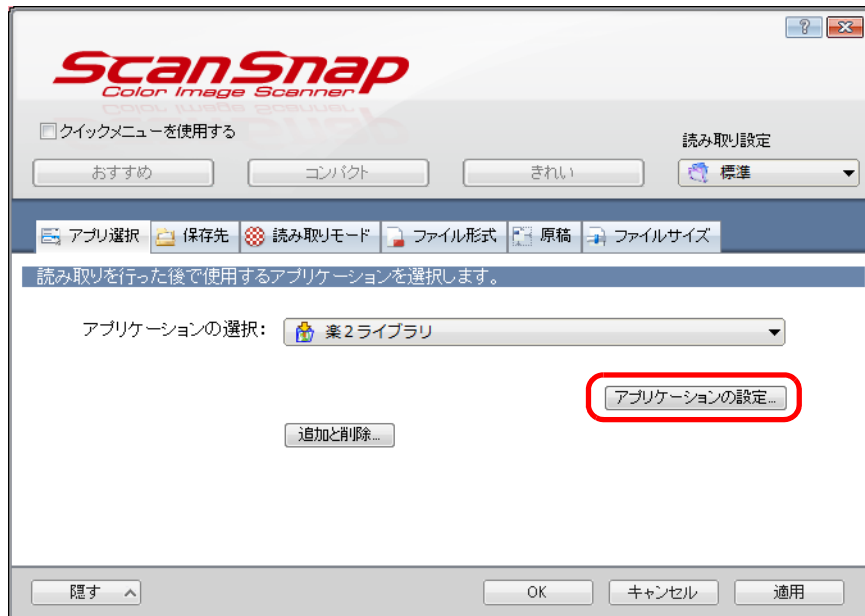 ScanSnap
Color Image Scanner
クイックメニューを使用する
読み取り設定
おすすめ
コンパクト
きれい
標準
アプリ選択
保存先
読み取りモード
ファイル形式
原稿
ファイルサイズ
読み取りを行った後で使用するアプリケーションを選択します。
アプリケーションの選択:
楽2ライブラリ
アプリケーションの設定...
追加と削除...
隠す
OK
キャンセル
適用